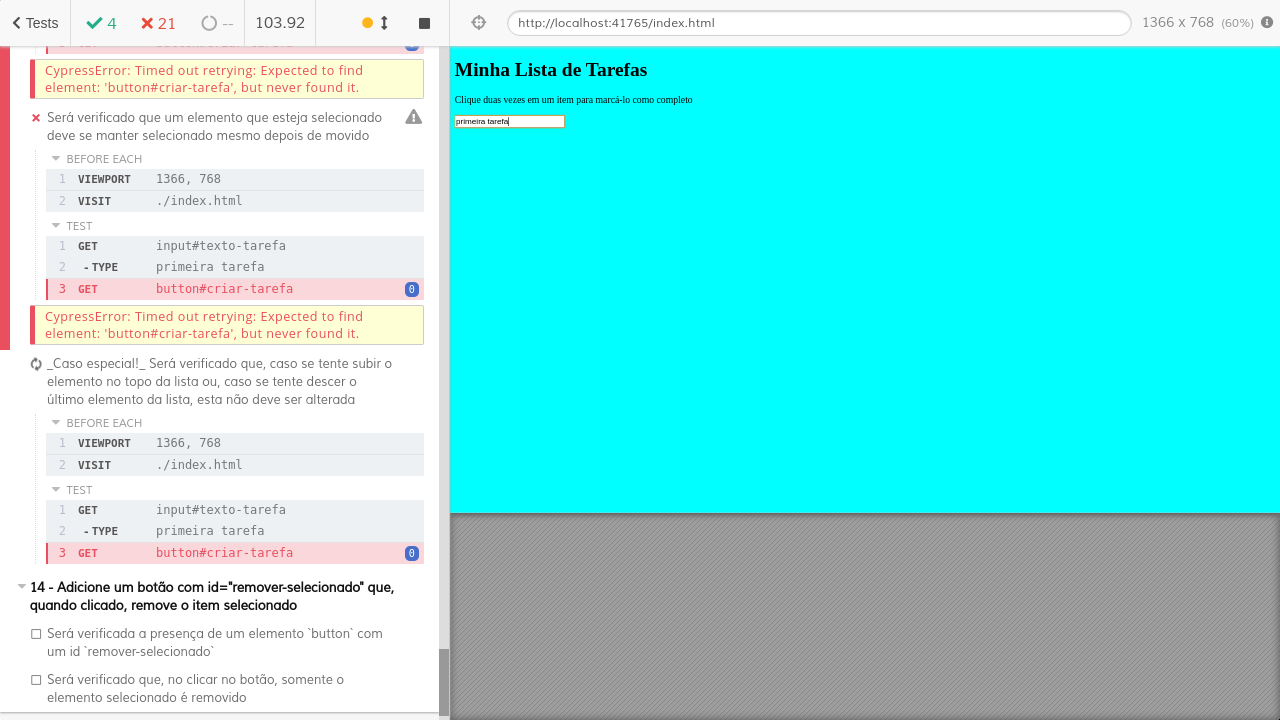 Tests 4 21 -- 103.92
http://localhost:41765/index.html 1366 x 768 (60%)
CypressError: Timed out retrying: Expected to find
element: 'button#criar-tarefa', but never found it.
Será verificado que um elemento que esteja selecionado
deve se manter selecionado mesmo depois de movido
BEFORE EACH
1 VIEWPORT 1366, 768
2 VISIT ./index.html
TEST
1 GET input#texto-tarefa
2 -TYPE primeira tarefa
3 GET button#criar-tarefa 0
CypressError: Timed out retrying: Expected to find
element: 'button#criar-tarefa', but never found it.
_Caso especial!_ Será verificado que, caso se tente subir o
elemento no topo da lista ou, caso se tente descer o
último elemento da lista, esta não deve ser alterada
BEFORE EACH
1 VIEWPORT 1366, 768
2 VISIT ./index.html
TEST
1 GET input#texto-tarefa
2 -TYPE primeira tarefa
3 GET button#criar-tarefa 0
14 - Adicione um botão com id="remover-selecionado" que,
quando clicado, remove o item selecionado
Será verificada a presença de um elemento `button` com
um id `remover-selecionado`
Será verificado que, no clicar no botão, somente o
elemento selecionado é removido
Minha Lista de Tarefas
Clique duas vezes em um item para marcá-lo como completo
primeira tarefa